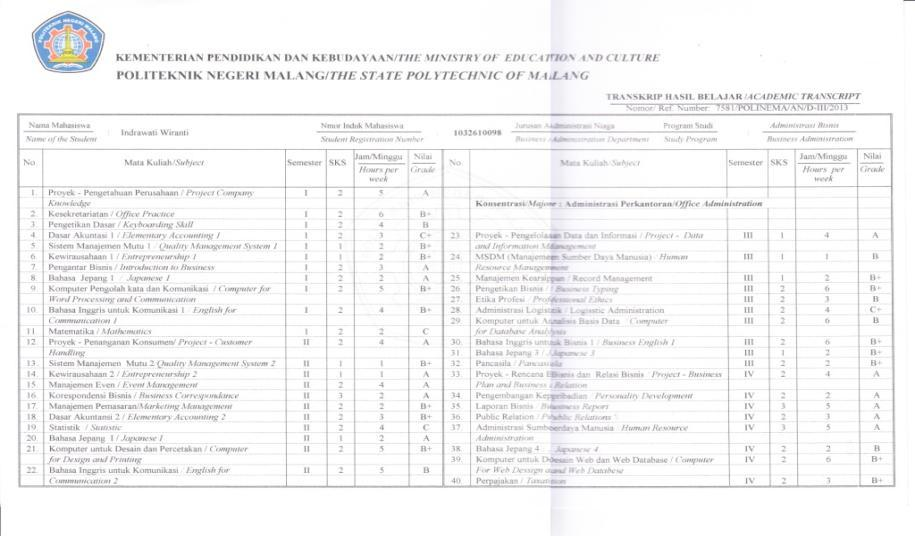 POLITEKNIK NEGERI MALANG
KEMENTERIAN PENDIDIKAN DAN KEBUDAYAAN/THE MINISTRY OF EDUCATION AND CULTURE
POLITEKNIK NEGERI MALANG/THE STATE POLYTECHNIC OF MALANG
TRANSKRIP HASIL BELAJAR /ACADEMIC TRANSCRIPT
Nomor/ Ref. Number: 7581/POLINEMA/AN/D-III/2013
Nama Mahasiswa Nmor Induk Mahasiswa Jurusan Administrasi Niaga Program Studi Administrasi Bisnis
: Indrawati Wiranti : 1032610098 : :
Name of the Student Student Registration Number Business Administration Department Study Program Business Administration
No. Mata Kuliah/Subject Semester SKS Jam/Minggu Hours per week Nilai Grade No. Mata Kuliah/Subject Semester SKS Jam/Minggu Hours per week Nilai Grade
1. Proyek - Pengetahuan Perusahaan / Project Company I 2 5 A
Knowledge
2. Kesekretariatan / Office Practice I 2 6 B+
3. Pengetikan Dasar / Keyboarding Skill I 2 4 B
4. Dasar Akuntasi 1 / Elementary Accounting 1 I 2 3 C+
5. Sistem Manajemen Mutu 1 / Quality Management System 1 I 1 2 B+
6. Kewirausahaan 1 / Entrepreneurship 1 I 1 2 B+
7. Pengantar Bisnis / Introduction to Business I 2 3 A
8. Bahasa Jepang 1 / Japanese 1 I 2 2 A
9. Komputer Pengolah kata dan Komunikasi / Computer for I 2 5 B+
Word Processing and Communication
10. Bahasa Inggris untuk Komunikasi 1 / English for I 2 4 B+
Communication 1
11. Matematika / Mathematics I 2 2 C
12. Proyek - Penanganan Konsumen/ Project - Customer II 2 4 A
Handling
13. Sistem Manajemen Mutu 2/ Quality Management System 2 II 1 1 B+
14. Kewirausahaan 2 / Entrepreneurship 2 II 1 1 A
15. Manajemen Even / Event Management II 2 4 A
16. Korespondensi Bisnis / Business Correspondance II 3 2 A
17. Manajemen Pemasaran/Marketing Management II 2 2 B+
18. Dasar Akuntansi 2 / Elementary Accounting 2 II 2 3 B+
19. Statistik / Statistic II 2 4 C
20. Bahasa Jepang 1 / Japanese 1 II 1 2 A
21. Komputer untuk Desain dan Percetakan / Computer II 2 5 B+
for Design and Printing
22. Bahasa Inggris untuk Komunikasi / English for II 2 5 B
Communication 2
Konsentrasi/Majore : Administrasi Perkantoran/Office Administration
23. Proyek - Pengelolaan Data dan Informasi / Project - Data III 1 4 A
and Information Management
24. MSDM (Manajemeen Sumber Daya Manusia) / Human III 1 1 B
Resource Management
25. Manajemen Kearsipan / Record Management III 1 2 B+
26. Pengetikan Bisnis / Business Typing III 2 6 B+
27. Etika Profesi / Professional Ethics III 2 3 B
28. Administrasi Logistik / Logisstic Administration III 2 4 C+
29. Komputer untuk Analisis Basis Data / Computer III 2 6 B
for Database Analysis
30. Bahasa Inggris untuk Bisnis 1 / Business English 1 III 2 6 B+
31. Bahasa Jepang 3 / Japanese 3 III 1 2 B+
32. Pancasila / Pancasila III 2 2 B+
33. Proyek - Rencana Bisnis dan Relasi Bisnis / Project - Business IV 2 4 A
Plan and Business Relation
34. Pengembangan Kepribadian / Personality Development IV 2 2 A
35 Laporan Bisnis / Business Report IV 3 5 A
36. Public Relation / Public Relations IV 2 3 A
37. Administrasi Sumberdaya Manusia / Human Resource IV 3 5 A
Administration
38. Bahasa Jepang 4 / Japanese 4 IV 2 2 B
39. Komputer untuk Desain Web dan Web Database / Computer IV 2 6 B+
For Web Design and Web Database
40. Perpajakan / Taxation IV 2 3 B+